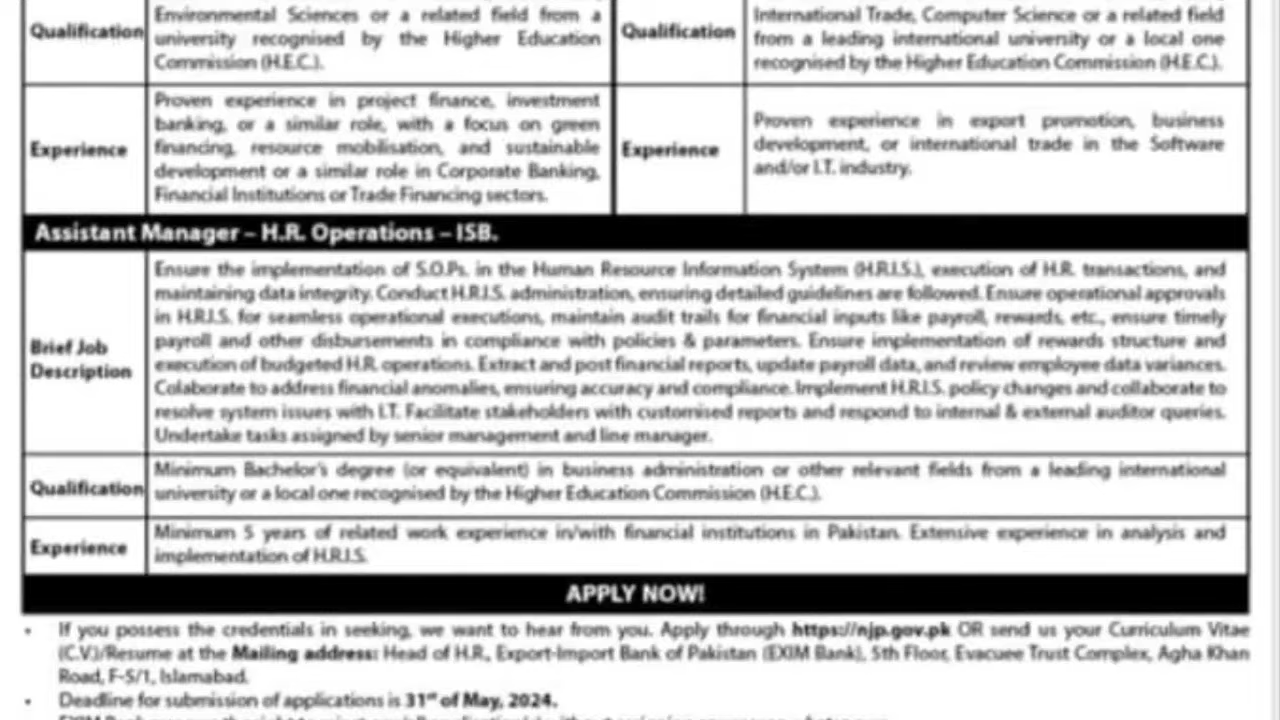 Qualification
Environmental Sciences or a related field from a
university recognised by the Higher Education
Commission (H.E.C.).
Qualification
International Trade, Computer Science or a related field
from a leading international university or a local one
recognised by the Higher Education Commission (H.E.C.).
Experience
Proven experience in project finance, investment
banking, or a similar role, with a focus on green
financing, resource mobilisation, and sustainable
development or a similar role in Corporate Banking,
Financial Institutions or Trade Financing sectors.
Experience
Proven experience in export promotion, business
development, or international trade in the Software
and/or I.T. industry.
Assistant Manager – H.R. Operations – ISB.
Brief Job
Description
Ensure the implementation of S.O.Ps. in the Human Resource Information System (H.R.I.S.), execution of H.R. transactions, and
maintaining data integrity. Conduct H.R.I.S. administration, ensuring detailed guidelines are followed. Ensure operational approvals
in H.R.I.S. for seamless operational executions, maintain audit trails for financial inputs like payroll, rewards, etc., ensure timely
payroll and other disbursements in compliance with policies & parameters. Ensure implementation of rewards structure and
execution of budgeted H.R. operations. Extract and post financial reports, update payroll data, and review employee data variances.
Colaborate to address financial anomalies, ensuring accuracy and compliance. Implement H.R.I.S. policy changes and collaborate to
resolve system issues with I.T. Facilitate stakeholders with customised reports and respond to internal & external auditor queries.
Undertake tasks assigned by senior management and line manager.
Qualification
Minimum Bachelor's degree (or equivalent) in business administration or other relevant fields from a leading international
university or a local one recognised by the Higher Education Commission (H.E.C.).
Experience
Minimum 5 years of related work experience in/with financial institutions in Pakistan. Extensive experience in analysis and
implementation of H.R.I.S.
APPLY NOW!
• If you possess the credentials in seeking, we want to hear from you. Apply through https://njp.gov.pk OR send us your Curriculum Vitae
(C.V.)/Resume at the Mailing address: Head of H.R., Export-Import Bank of Pakistan (EXIM Bank), 5th Floor, Evacuee Trust Complex, Agha Khan
Road, F-5/1, Islamabad.
• Deadline for submission of applications is 31st of May, 2024.